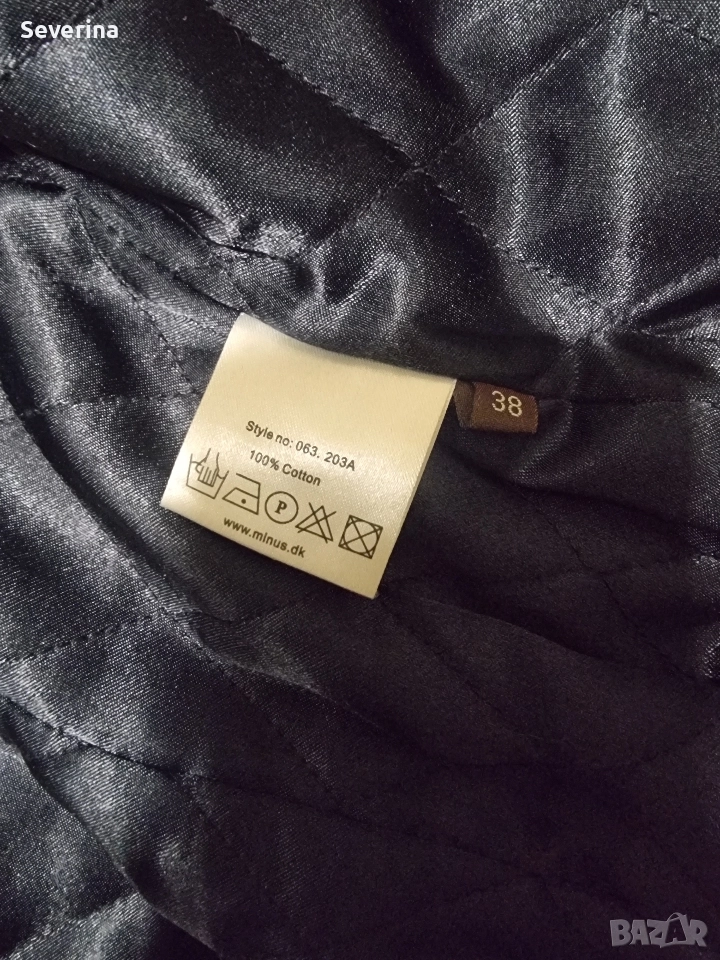 Severina
38
Style no: 063. 203A
100% Cotton
P
www.minus.dk
BAZAR